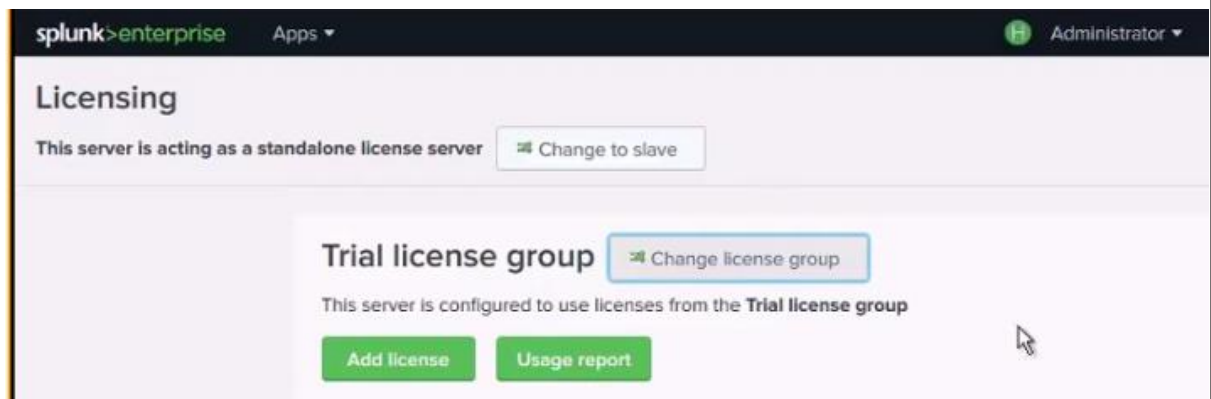 splunk>enterprise Apps Administrator
Licensing
This server is acting as a standalone license server Change to slave
Trial license group Change license group
This server is configured to use licenses from the Trial license group
Add license Usage report